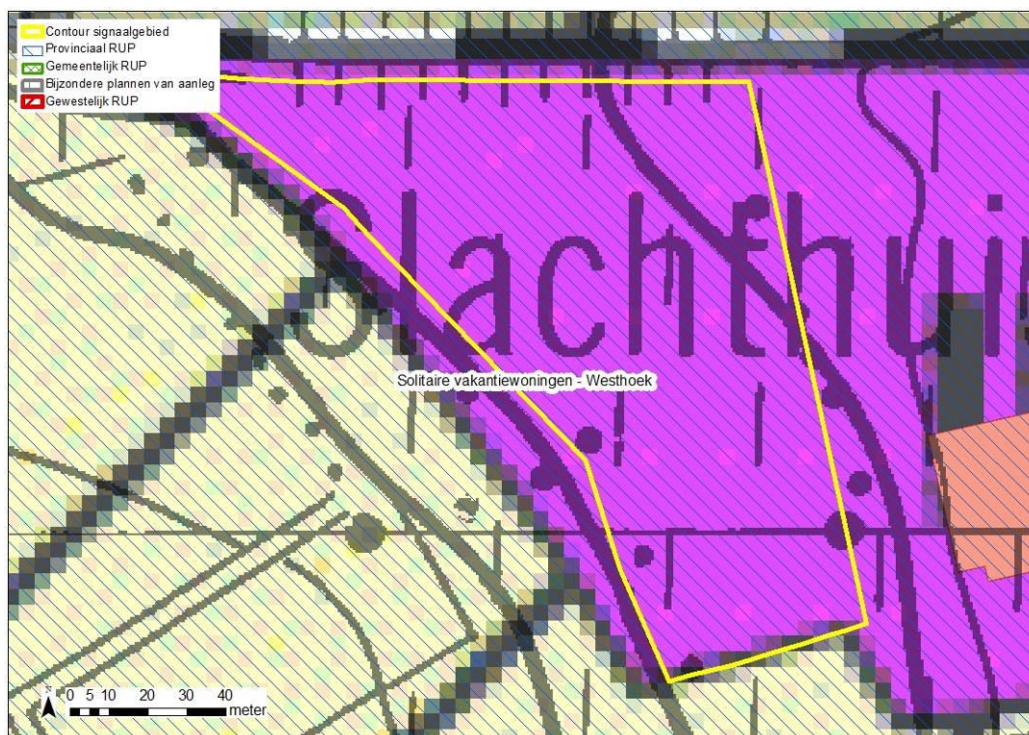 Contour signaalgebied
Provinciaal RUP
Gemeentelijk RUP
Bijzondere plannen van aanleg
Gewestelijk RUP
Slachthui
Solitaire vakantiewoningen - Westhoek
N
0 5 10 20 30 40
meter